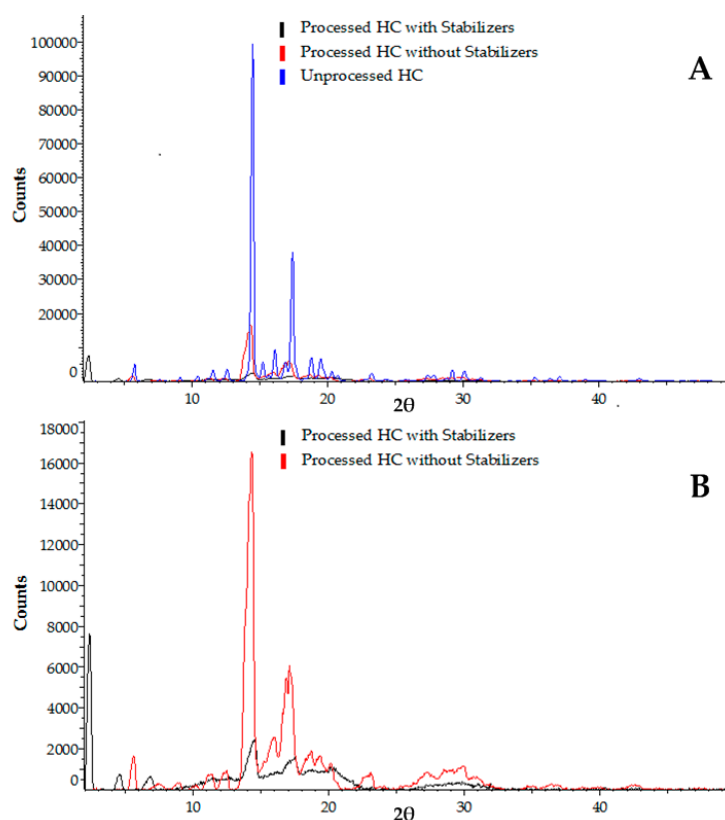 Processed HC with Stabilizers
Processed HC without Stabilizers
Unprocessed HC
A
100000
90000
80000
70000
60000
50000
40000
30000
20000
0
Counts
10
20
30
40
2θ
Processed HC with Stabilizers
Processed HC without Stabilizers
B
18000
16000
14000
12000
10000
8000
6000
4000
2000
0
Counts
10
20
30
40
2θ